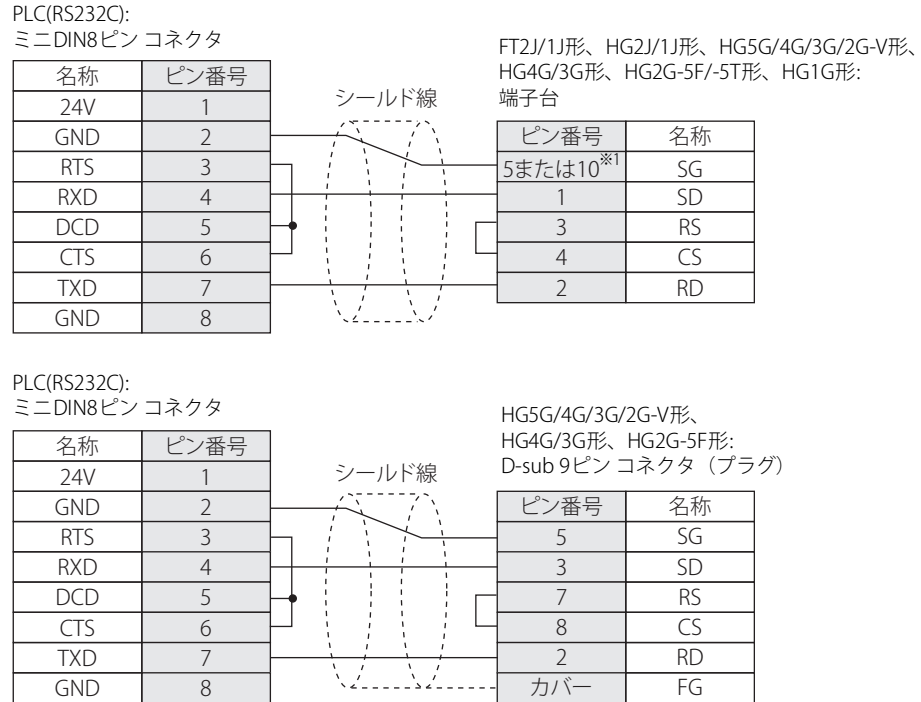 PLC(RS232C):
ミニDIN8ピン コネクタ
FT2J/1J形、HG2J/1J形、HG5G/4G/3G/2G-V形、
HG4G/3G形、HG2G-5F/-5T形、HG1G形:
端子台
シールド線
名称 ピン番号
24V 1
GND 2
RTS 3
RXD 4
DCD 5
CTS 6
TXD 7
GND 8
ピン番号 名称
5または10※1 SG
1 SD
3 RS
4 CS
2 RD
PLC(RS232C):
ミニDIN8ピン コネクタ
HG5G/4G/3G/2G-V形、
HG4G/3G形、HG2G-5F形:
D-sub 9ピン コネクタ（プラグ）
シールド線
名称 ピン番号
24V 1
GND 2
RTS 3
RXD 4
DCD 5
CTS 6
TXD 7
GND 8
ピン番号 名称
5 SG
3 SD
7 RS
8 CS
2 RD
カバー FG